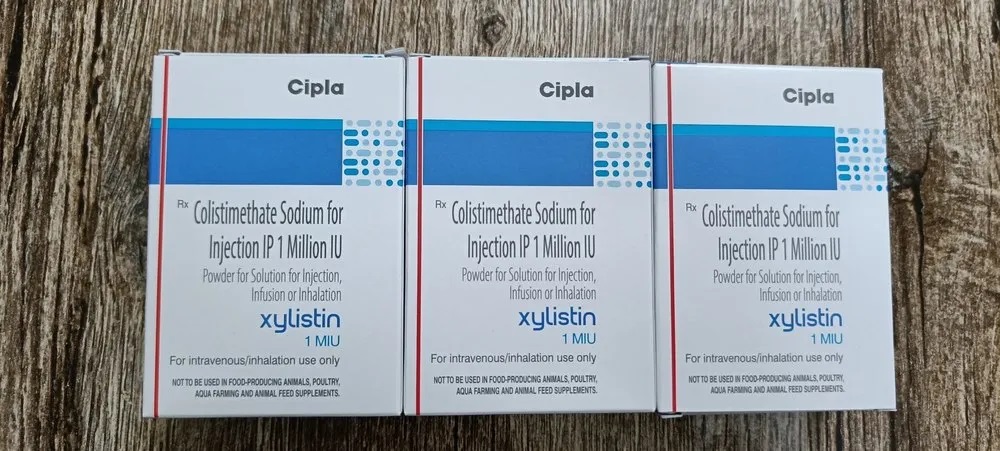 Cipla
Rx Colistimethate Sodium for
Injection IP 1 Million IU
Powder for Solution for Injection,
Infusion or Inhalation
xylistin
1 MIU
For intravenous/inhalation use only
NOT TO BE USED IN FOOD-PRODUCING ANIMALS, POULTRY,
AQUA FARMING AND ANIMAL FEED SUPPLEMENTS.
Cipla
Rx Colistimethate Sodium for
Injection IP 1 Million IU
Powder for Solution for Injection,
Infusion or Inhalation
xylistin
1 MIU
For intravenous/inhalation use only
NOT TO BE USED IN FOOD-PRODUCING ANIMALS, POULTRY,
AQUA FARMING AND ANIMAL FEED SUPPLEMENTS.
Cipla
Rx Colistimethate Sodium for
Injection IP 1 Million IU
Powder for Solution for Injection,
Infusion or Inhalation
xylistin
1 MIU
For intravenous/inhalation use only
NOT TO BE USED IN FOOD-PRODUCING ANIMALS, POULTRY,
AQUA FARMING AND ANIMAL FEED SUPPLEMENTS.